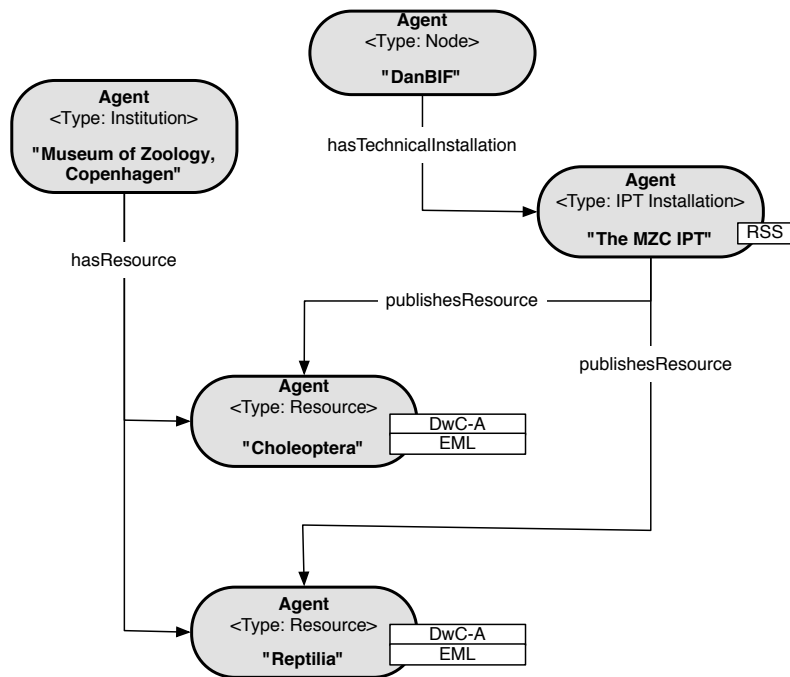 Agent
<Type: Node>
"DanBIF"
Agent
<Type: Institution>
"Museum of Zoology,
Copenhagen"
hasTechnicalInstallation
Agent
<Type: IPT Installation>
"The MZC IPT"
RSS
hasResource
publishesResource
publishesResource
Agent
<Type: Resource>
"Choleoptera"
DwC-A
EML
Agent
<Type: Resource>
"Reptilia"
DwC-A
EML